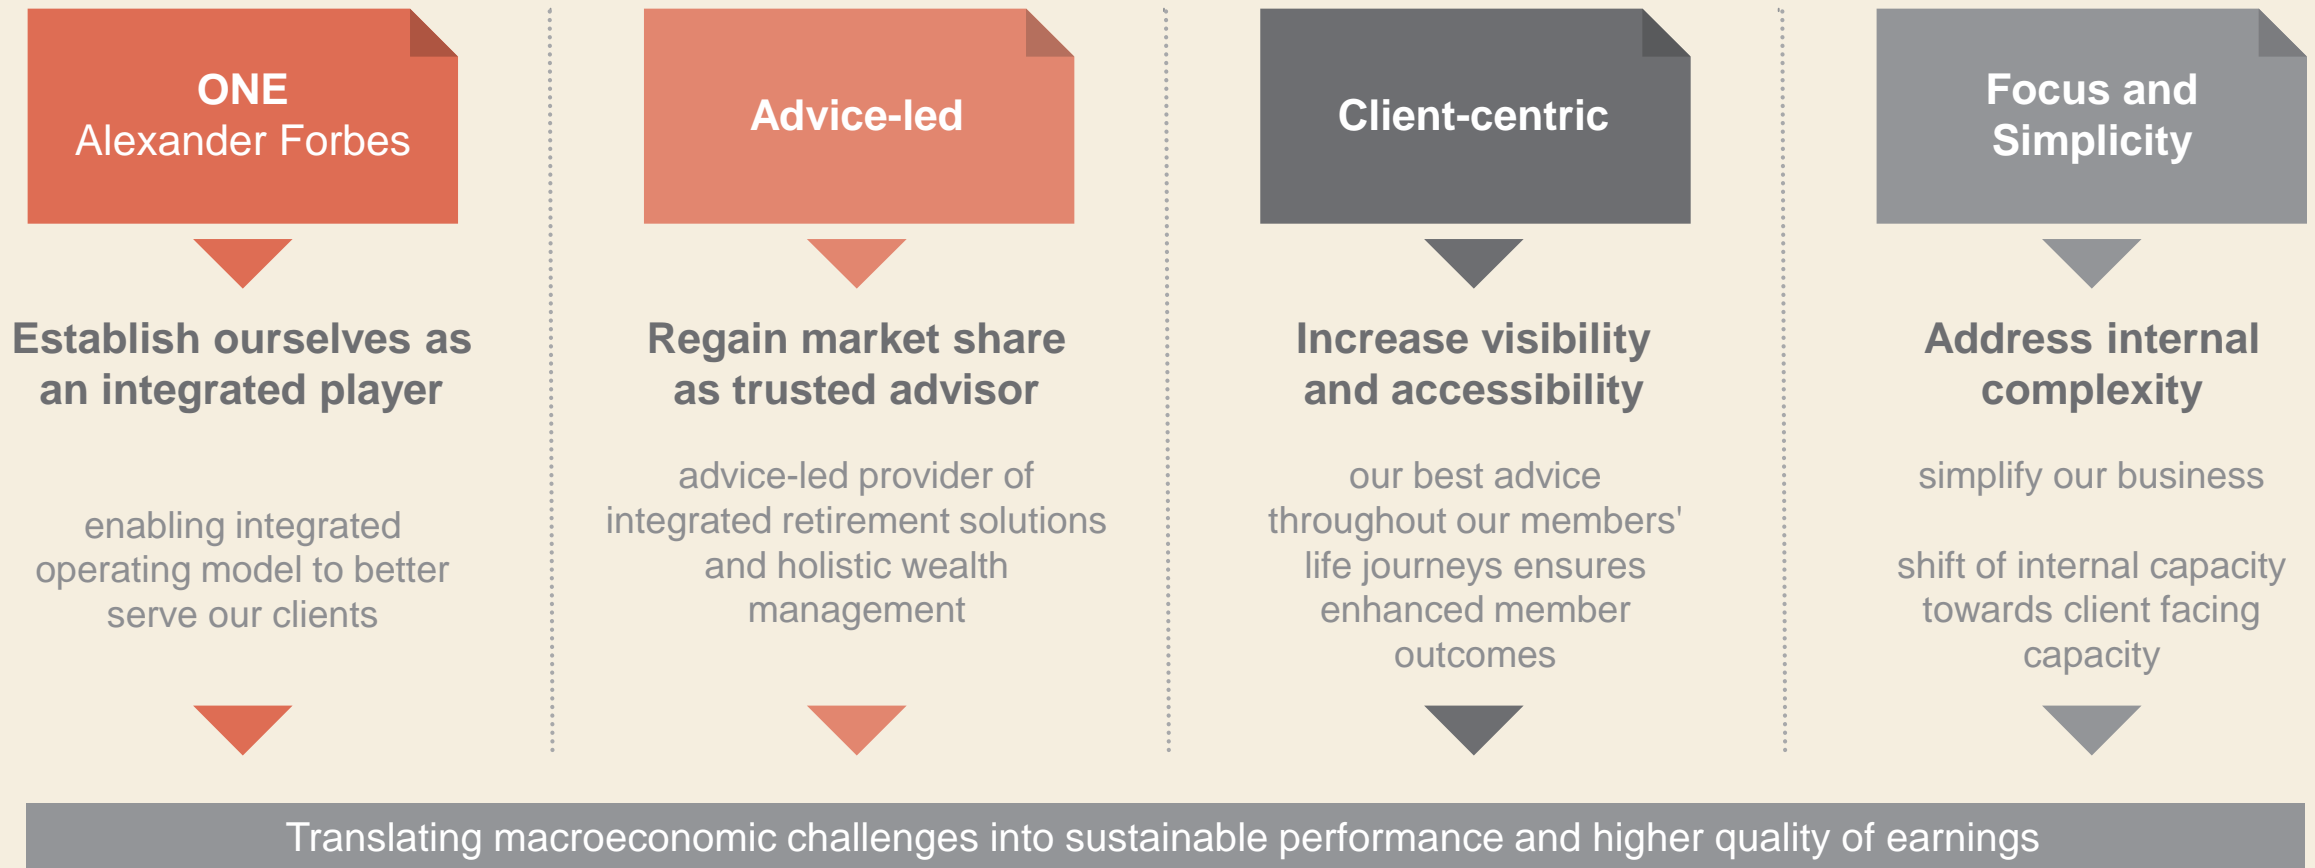 ONE
Alexander Forbes
Establish ourselves as
an integrated player
enabling integrated
operating model to better
serve our clients
Advice-led
Regain market share
as trusted advisor
advice-led provider of
integrated retirement solutions
and holistic wealth
management
Client-centric
Increase visibility
and accessibility
our best advice
throughout our members'
life journeys ensures
enhanced member
outcomes
Focus and
Simplicity
Address internal
complexity
simplify our business
shift of internal capacity
towards client facing
capacity
Translating macroeconomic challenges into sustainable performance and higher quality of earnings